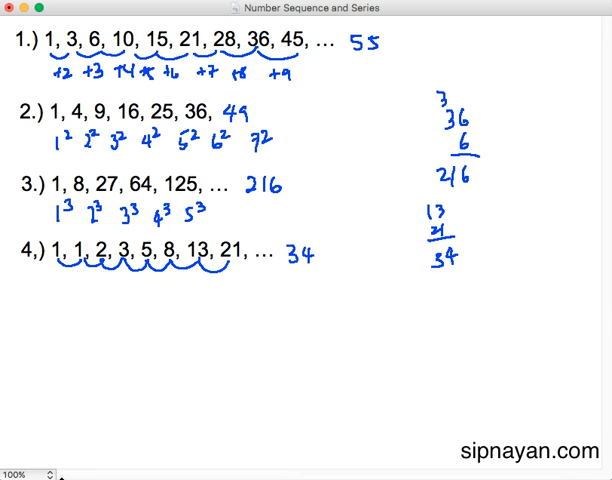 Number Sequence and Series
1.) 1, 3, 6, 10, 15, 21, 28, 36, 45, ... 55
+2 +3 +4 +5 +6 +7 +8 +9
2.) 1, 4, 9, 16, 25, 36, 49
1² 2² 3² 4² 5² 6² 7²
3
36
6
216
3.) 1, 8, 27, 64, 125, ... 216
1³ 2³ 3³ 4³ 5³
13
21
34
4,) 1, 1, 2, 3, 5, 8, 13, 21, ... 34
sipnayan.com
100%